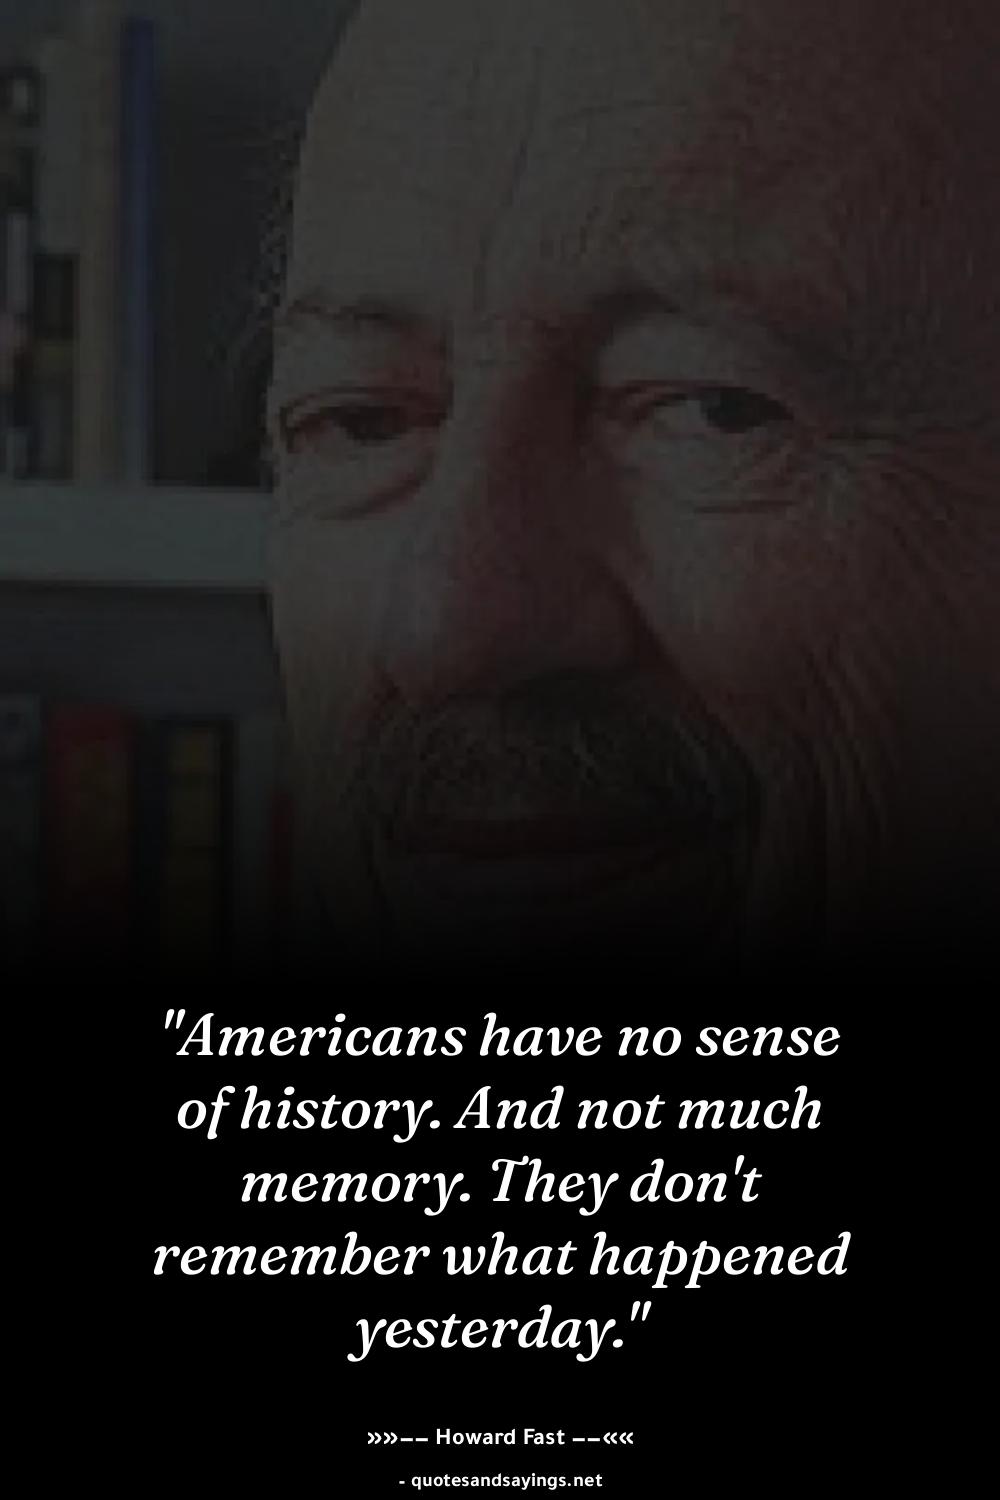 "Americans have no sense
of history. And not much
memory. They don't
remember what happened
yesterday."
»»–– Howard Fast ––««
- quotesandsayings.net